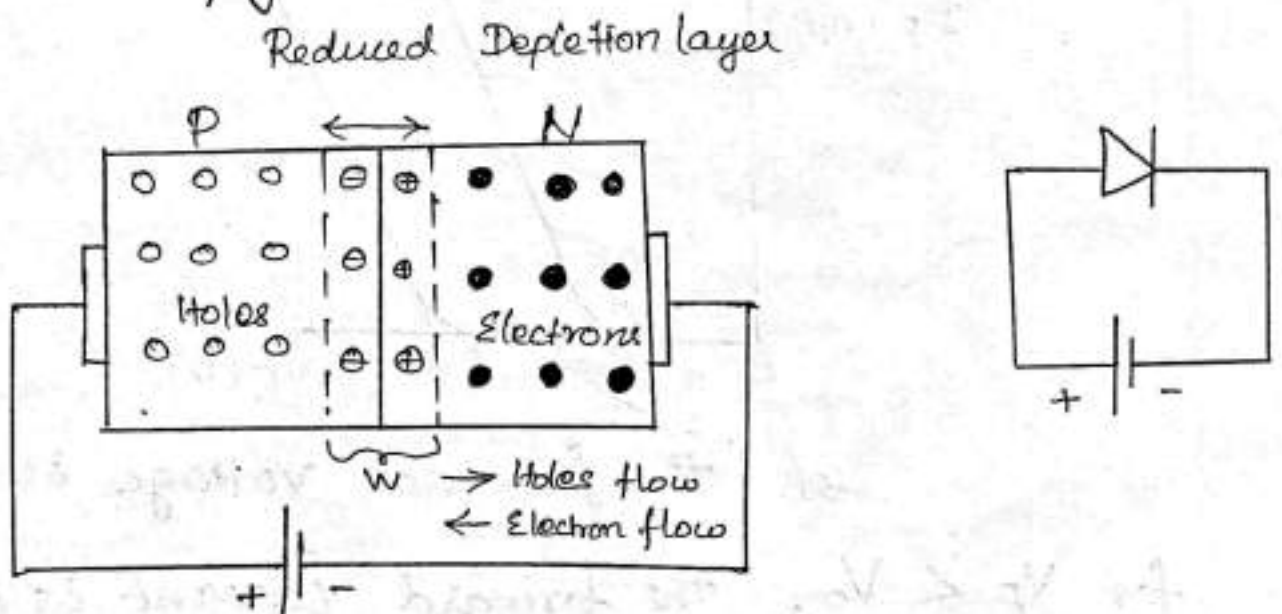 Reduced Depletion layer
P N
Holes
Electrons
W → Holes flow
← Electron flow
+ -
+ -